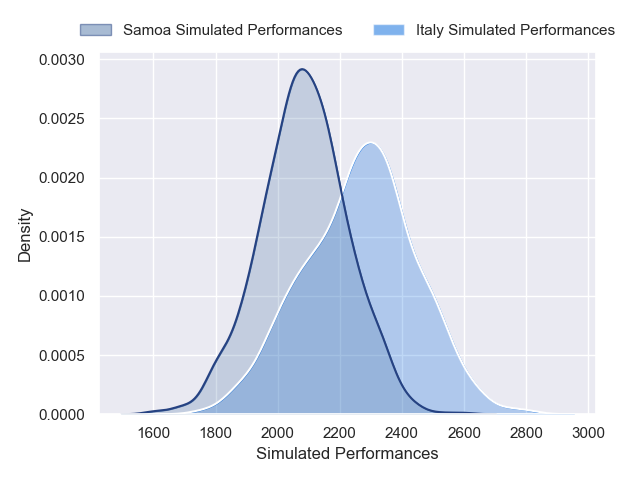 Samoa Simulated Performances Italy Simulated Performances
0.0030
0.0025
0.0020
0.0015
0.0010
0.0005
0.0000
Density
1600 1800 2000 2200 2400 2600 2800 3000
Simulated Performances